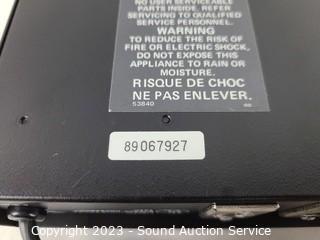 NO USER SERVICEABLE
PARTS INSIDE. REFER
SERVICING TO QUALIFIED
SERVICE PERSONNEL.
WARNING
TO REDUCE THE RISK OF
FIRE OR ELECTRIC SHOCK,
DO NOT EXPOSE THIS
APPLIANCE TO RAIN OR
MOISTURE.
RISQUE DE CHOC
NE PAS ENLEVER.
53840
89067927
Copyright 2023 - Sound Auction Service